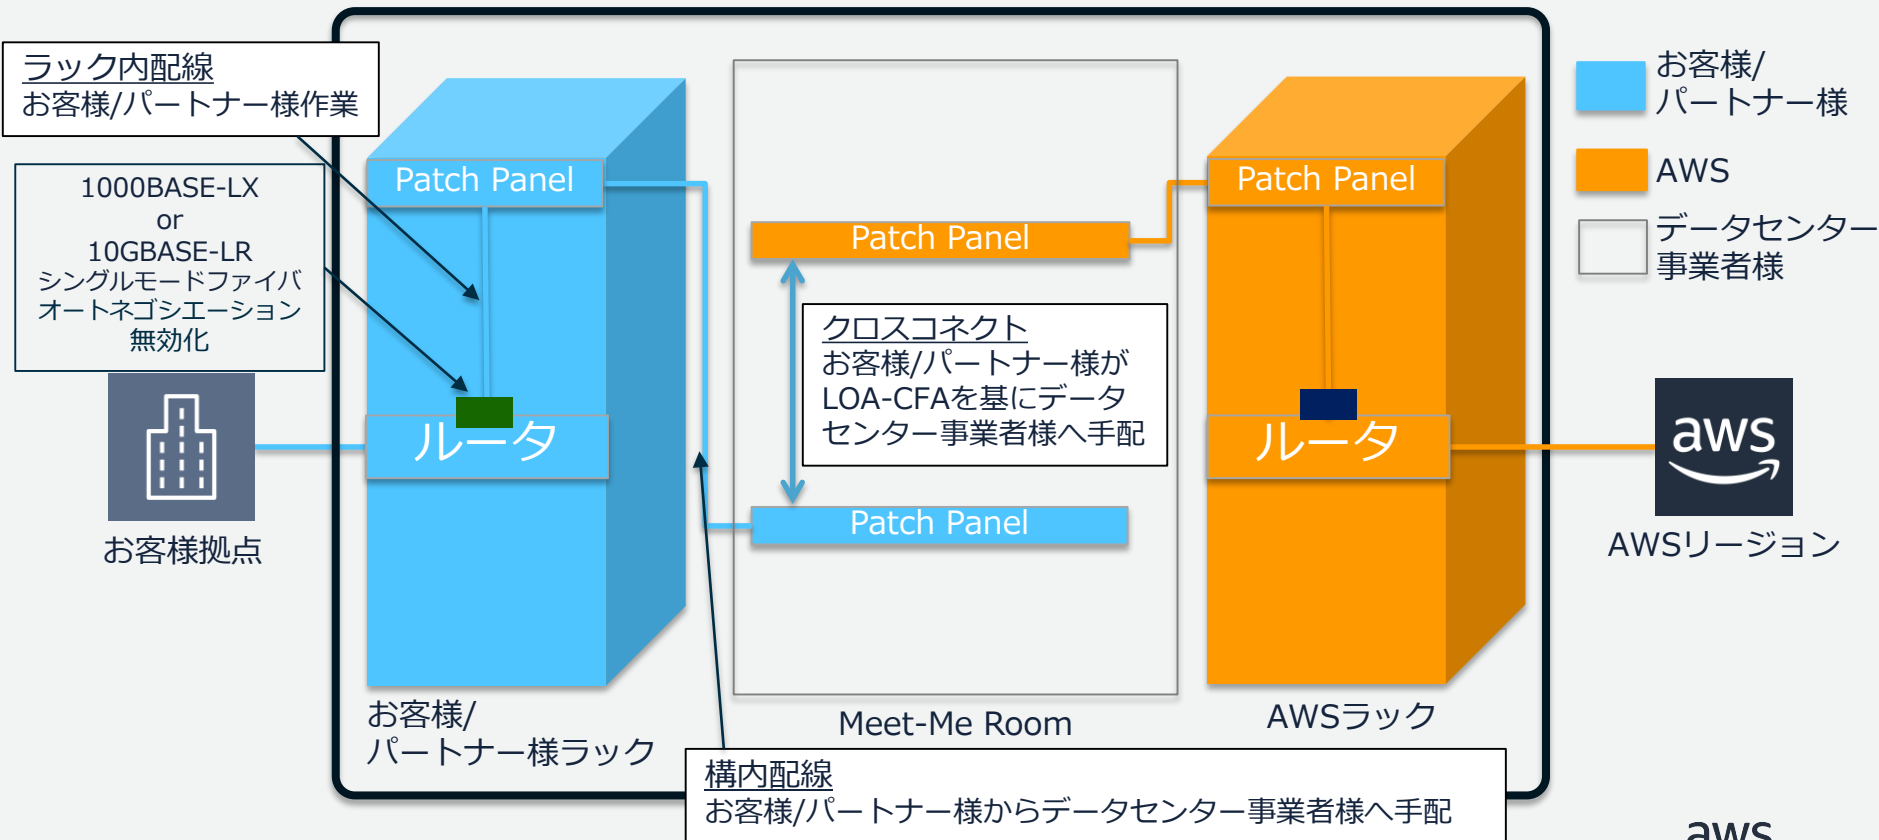 ラック内配線
お客様/パートナー様作業
1000BASE-LX
or
10GBASE-LR
シングルモードファイバ
オートネゴシエーション
無効化
お客様拠点
Patch Panel
ルータ
お客様/
パートナー様ラック
Patch Panel
クロスコネクト
お客様/パートナー様が
LOA-CFAを基にデータ
センター事業者様へ手配
Patch Panel
Meet-Me Room
Patch Panel
ルータ
AWSラック
構内配線
お客様/パートナー様からデータセンター事業者様へ手配
お客様/
パートナー様
AWS
データセンター
事業者様
aws
AWSリージョン
aws